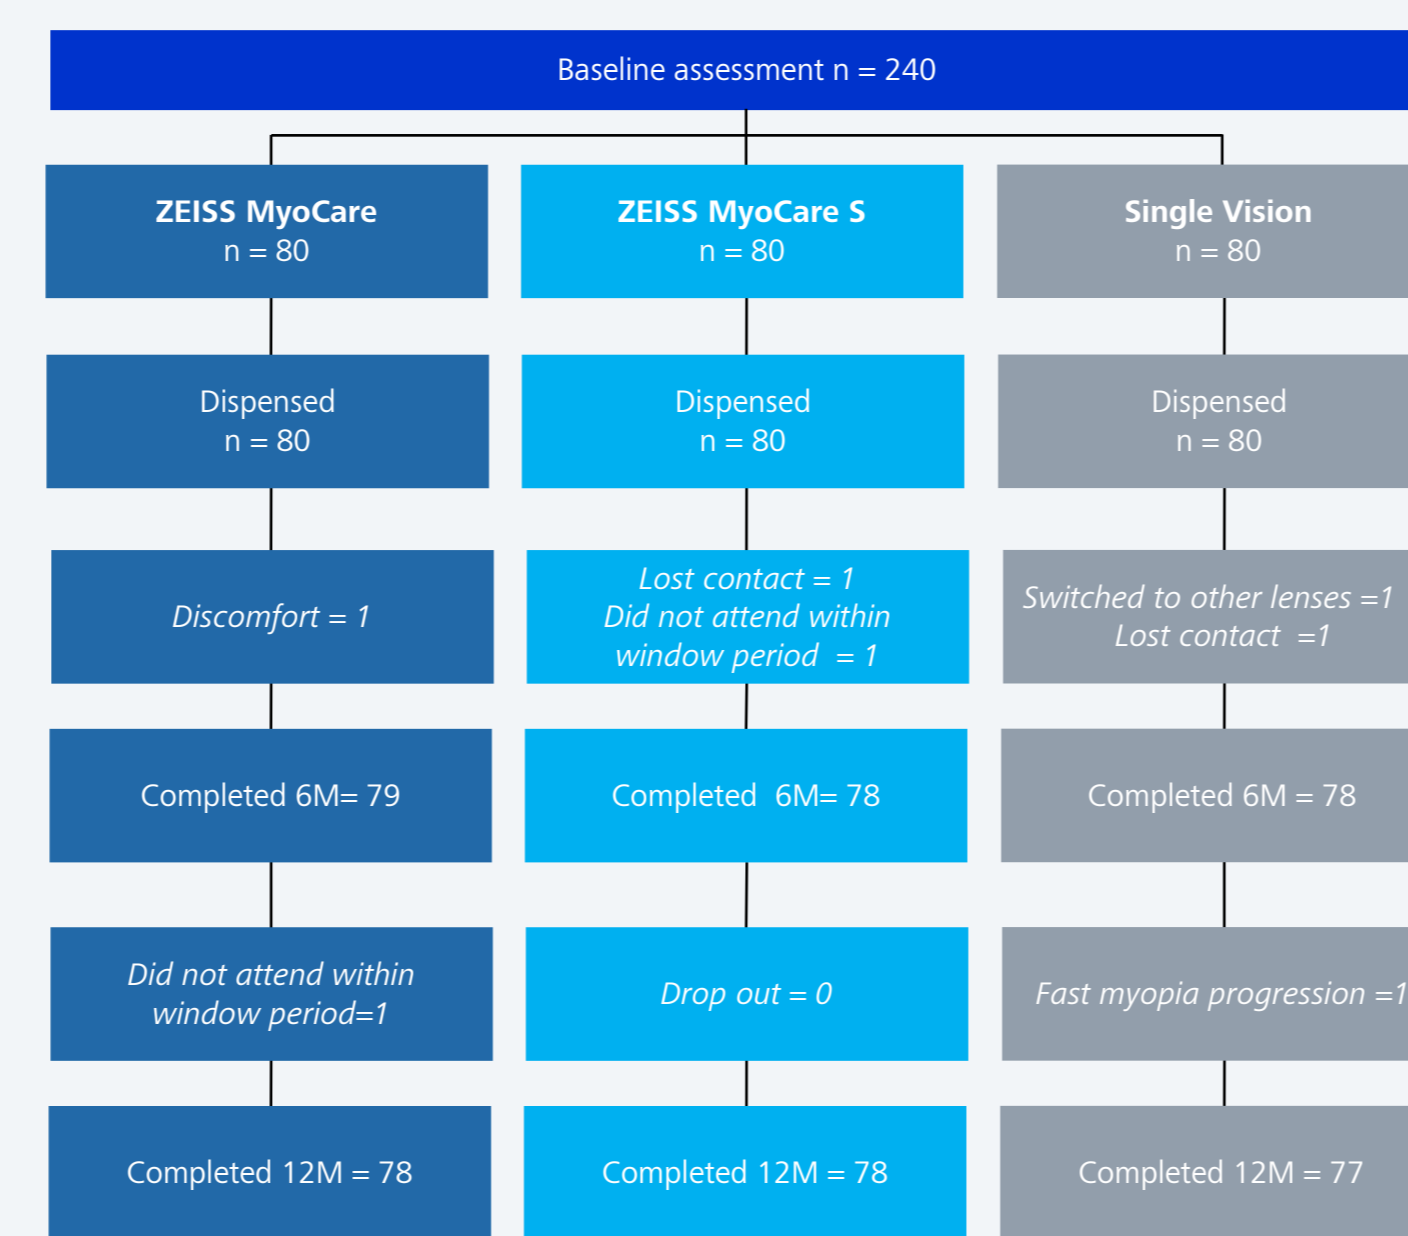 Baseline assessment n = 240
ZEISS MyoCare
n = 80
ZEISS MyoCare S
n = 80
Single Vision
n = 80
Dispensed
n = 80
Dispensed
n = 80
Dispensed
n = 80
Discomfort = 1
Lost contact = 1
Did not attend within
window period  = 1
Switched to other lenses =1
Lost contact  =1
Completed 6M= 79
Completed  6M= 78
Completed 6M = 78
Did not attend within
window period=1
Drop out = 0
Fast myopia progression =1
Completed 12M = 78
Completed 12M = 78
Completed 12M = 77